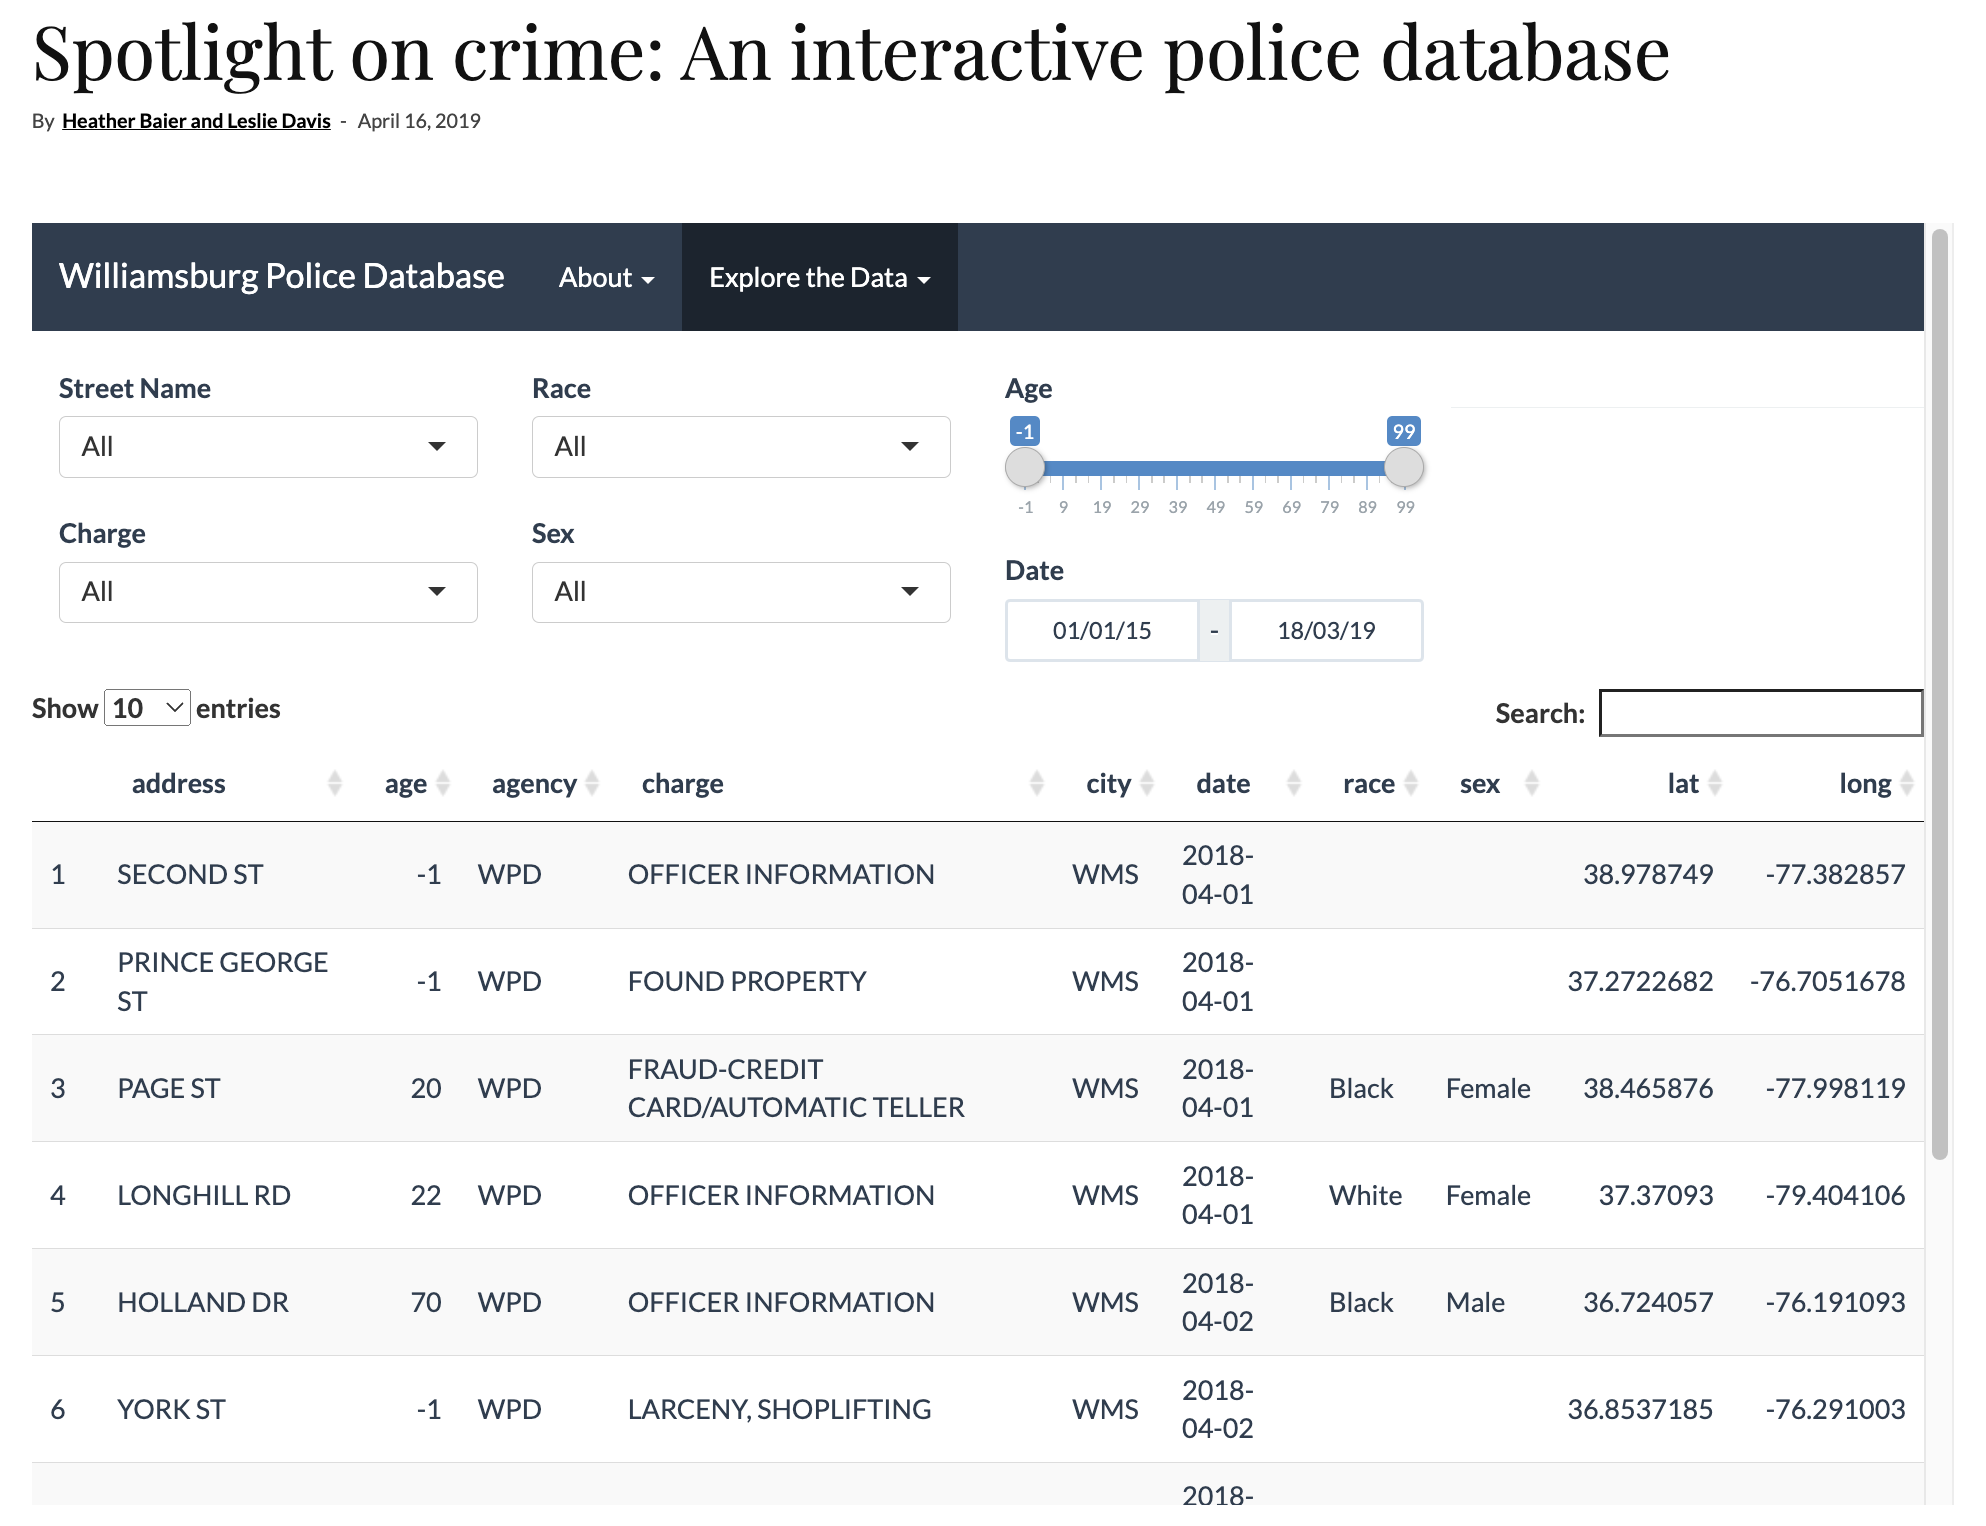 Spotlight on crime: An interactive police database
By Heather Baier and Leslie Davis - April 16, 2019
Williamsburg Police Database About Explore the Data
Street Name Race Age
All All -1 99
-1 9 19 29 39 49 59 69 79 89 99
Charge Sex
All All
Date
01/01/15 - 18/03/19
Show 10 entries Search:
address age agency charge city date race sex lat long
1 SECOND ST -1 WPD OFFICER INFORMATION WMS 2018-
04-01 38.978749 -77.382857
2 PRINCE GEORGE
ST -1 WPD FOUND PROPERTY WMS 2018-
04-01 37.2722682 -76.7051678
3 PAGE ST 20 WPD FRAUD-CREDIT
CARD/AUTOMATIC TELLER WMS 2018-
04-01 Black Female 38.465876 -77.998119
4 LONGHILL RD 22 WPD OFFICER INFORMATION WMS 2018-
04-01 White Female 37.37093 -79.404106
5 HOLLAND DR 70 WPD OFFICER INFORMATION WMS 2018-
04-02 Black Male 36.724057 -76.191093
6 YORK ST -1 WPD LARCENY, SHOPLIFTING WMS 2018-
04-02 36.8537185 -76.291003
2018-